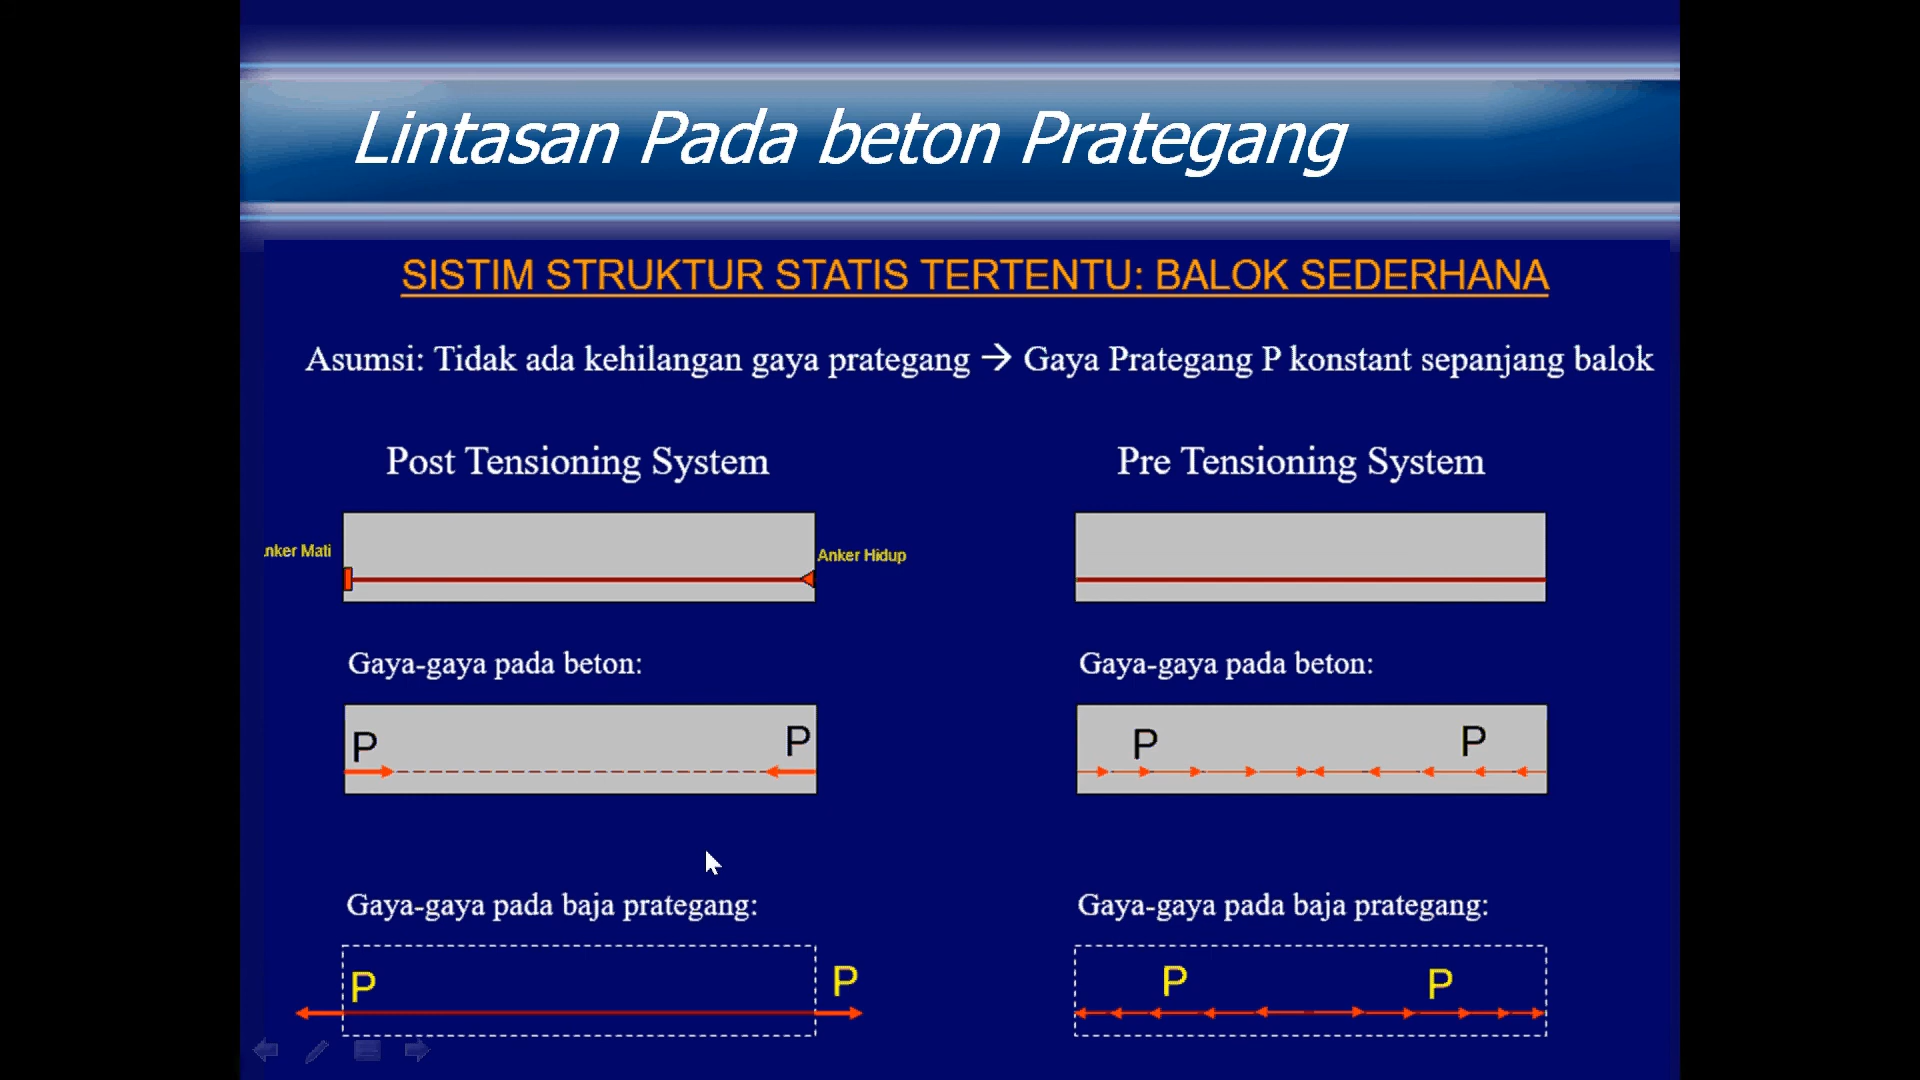 Lintasan Pada beton Prategang
SISTIM STRUKTUR STATIS TERTENTU: BALOK SEDERHANA
Asumsi: Tidak ada kehilangan gaya prategang → Gaya Prategang P konstant sepanjang balok
Post Tensioning System
nker Mati
Anker Hidup
Gaya-gaya pada beton:
P P
Gaya-gaya pada baja prategang:
P P
Pre Tensioning System
Gaya-gaya pada beton:
P P
Gaya-gaya pada baja prategang:
P P